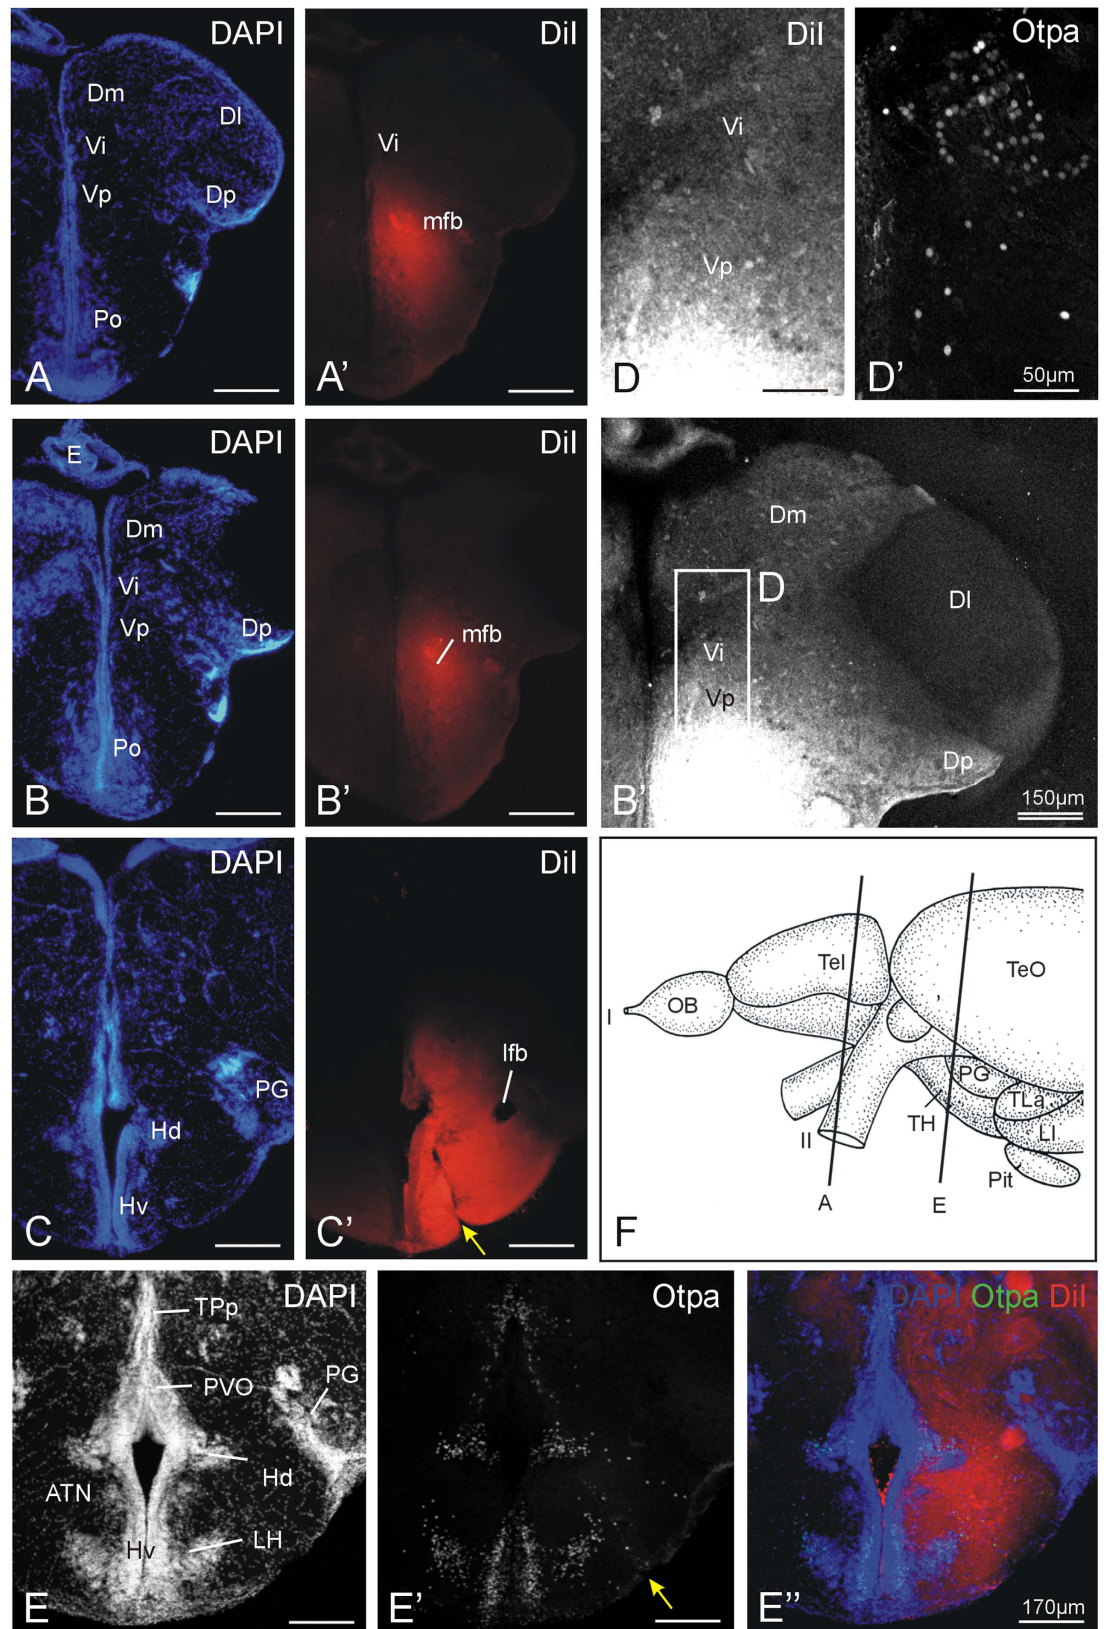 DAPI
Dm
Dl
Vi
Vp
Dp
Po
A
DiI
Vi
mfb
A’
DiI
Vi
Vp
D
Otpa
D’
50µm
DAPI
E
Dm
Vi
Vp
Dp
Po
B
DiI
mfb
B’
Dm
D
Dl
Vi
Vp
Dp
B’
150µm
DAPI
PG
Hd
Hv
C
DiI
lfb
C’
Tel
TeO
OB
I
’
PG
TLa
TH
LI
II
Pit
A
E
F
DAPI
TPp
PVO
PG
Hd
ATN
LH
Hv
E
Otpa
E’
DAPI Otpa DiI
E’’
170µm